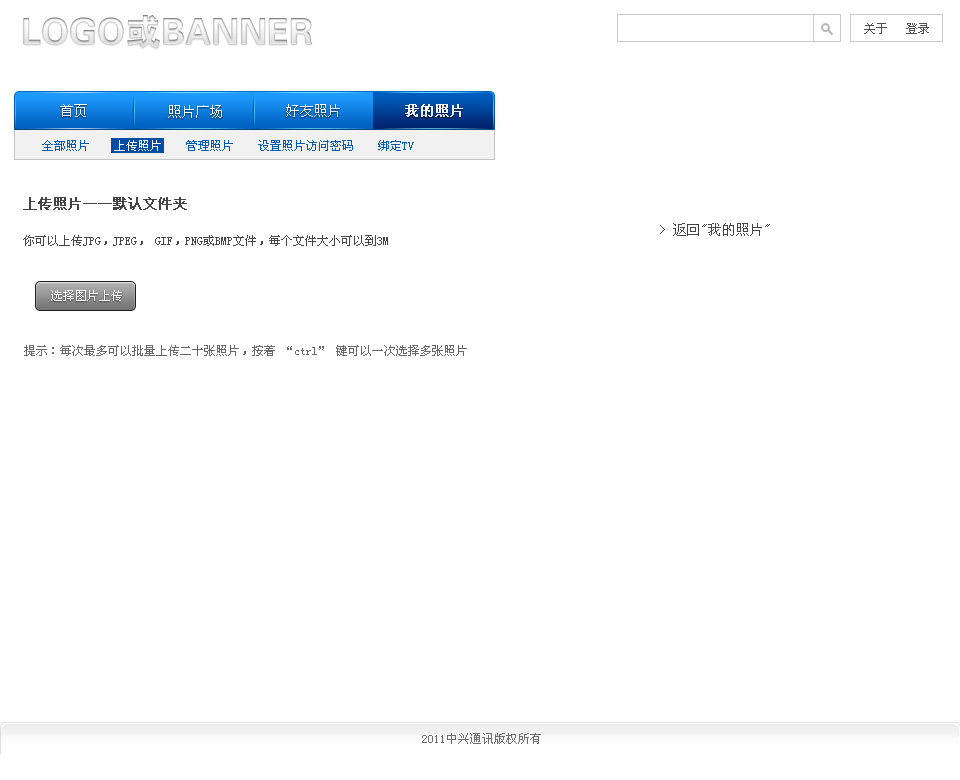 LOGO或BANNER
关于 登录
首页 照片广场 好友照片 我的照片
全部照片 上传照片 管理照片 设置照片访问密码 绑定TV
上传照片——默认文件夹
> 返回"我的照片"
你可以上传JPG，JPEG， GIF，PNG或BMP文件，每个文件大小可以到3M
选择图片上传
提示：每次最多可以批量上传二十张照片，按著 “ctrl” 键可以一次选择多张照片
2011中兴通讯版权所有